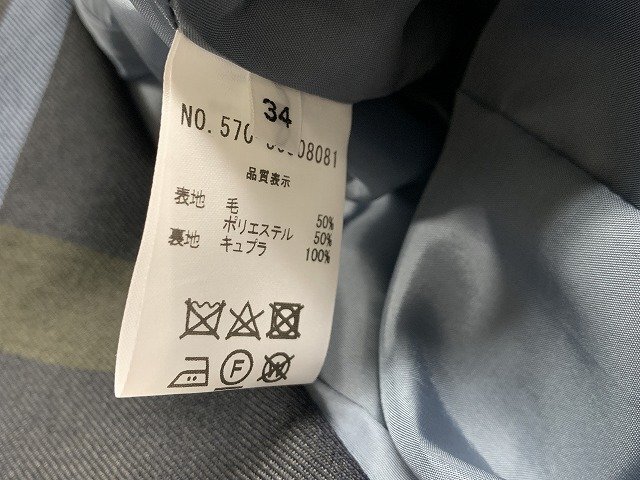 34
NO.570 08081
品質表示
表地 毛 50%
ポリエステル 50%
裏地 キュプラ 100%
F
W